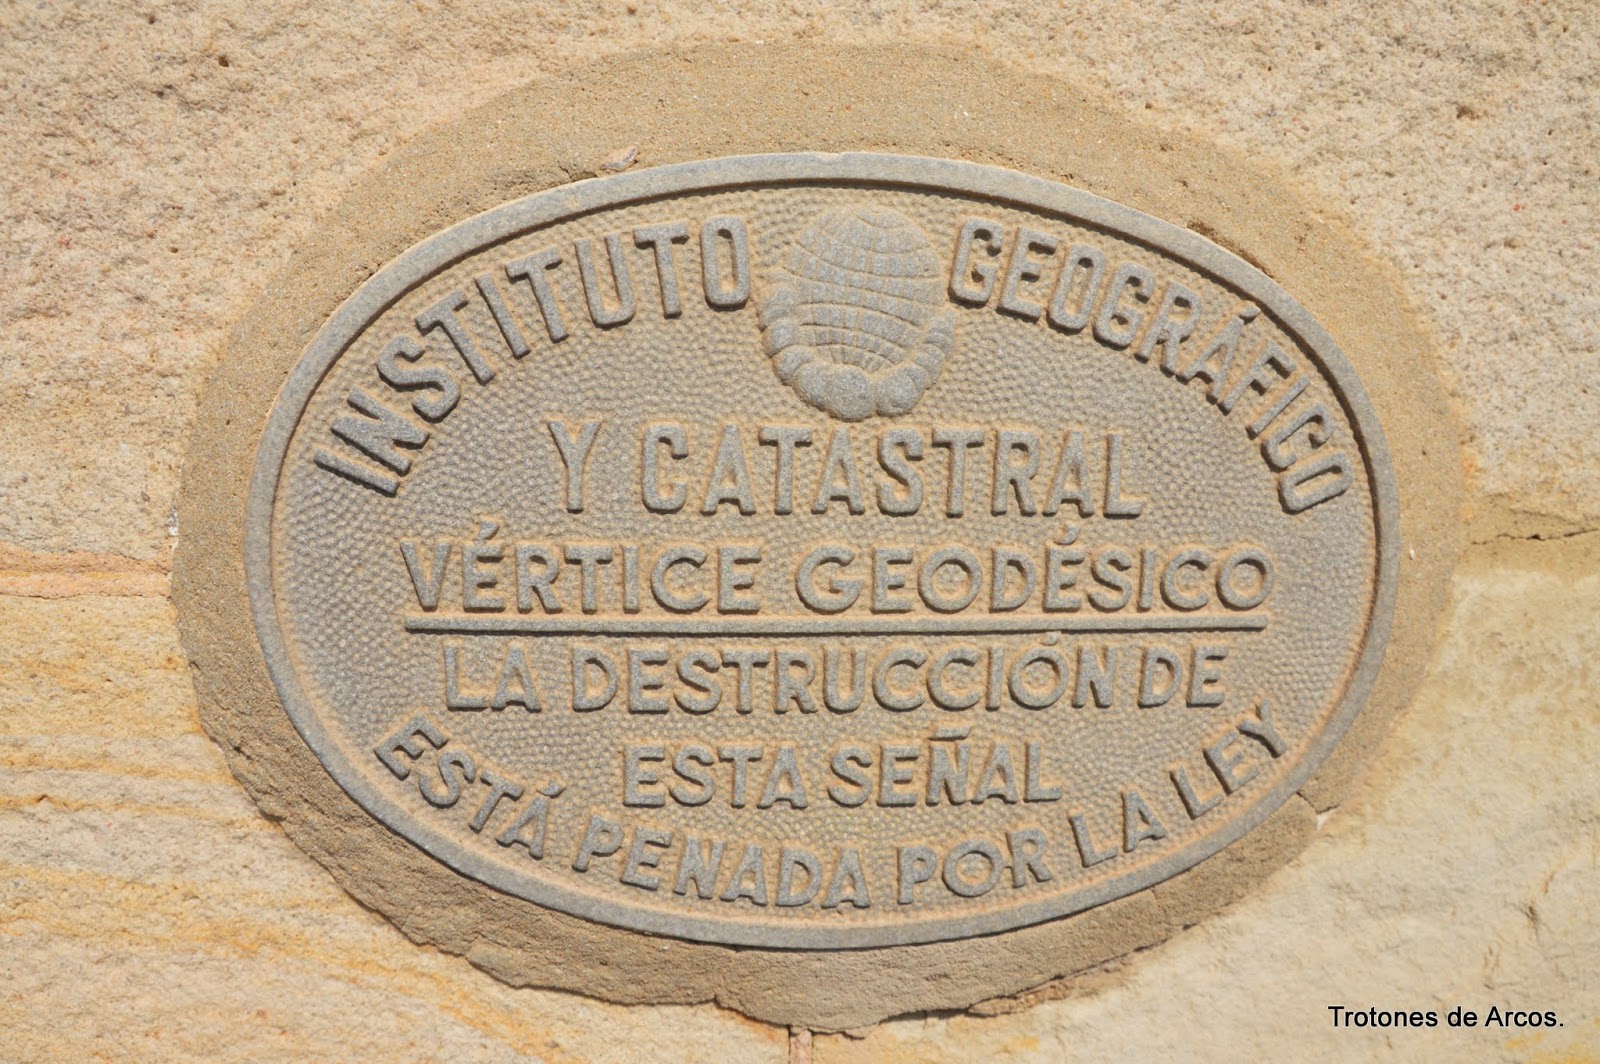 INSTITUTO GEOGRÁFICO
Y CATASTRAL
VÉRTICE GEODÉSICO
LA DESTRUCCIÓN DE
ESTA SEÑAL
ESTÁ PENADA POR LA LEY
Trotones de Arcos.